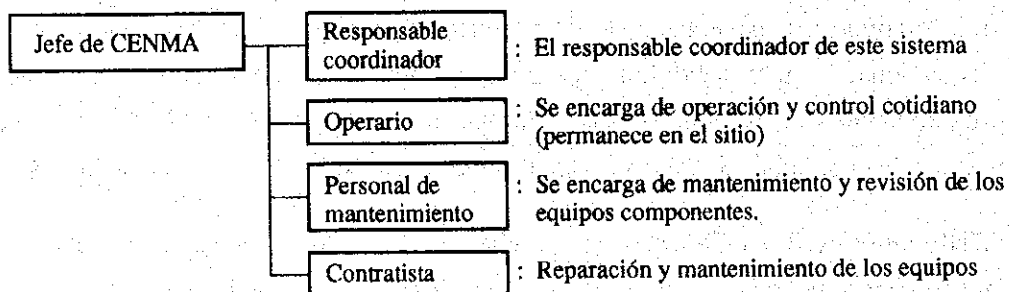 Jefe de CENMA
Responsable
coordinador
: El responsable coordinador de este sistema
Operario
: Se encarga de operación y control cotidiano
(permanece en el sitio)
Personal de
mantenimiento
: Se encarga de mantenimiento y revisión de los
equipos componentes.
Contratista
: Reparación y mantenimiento de los equipos